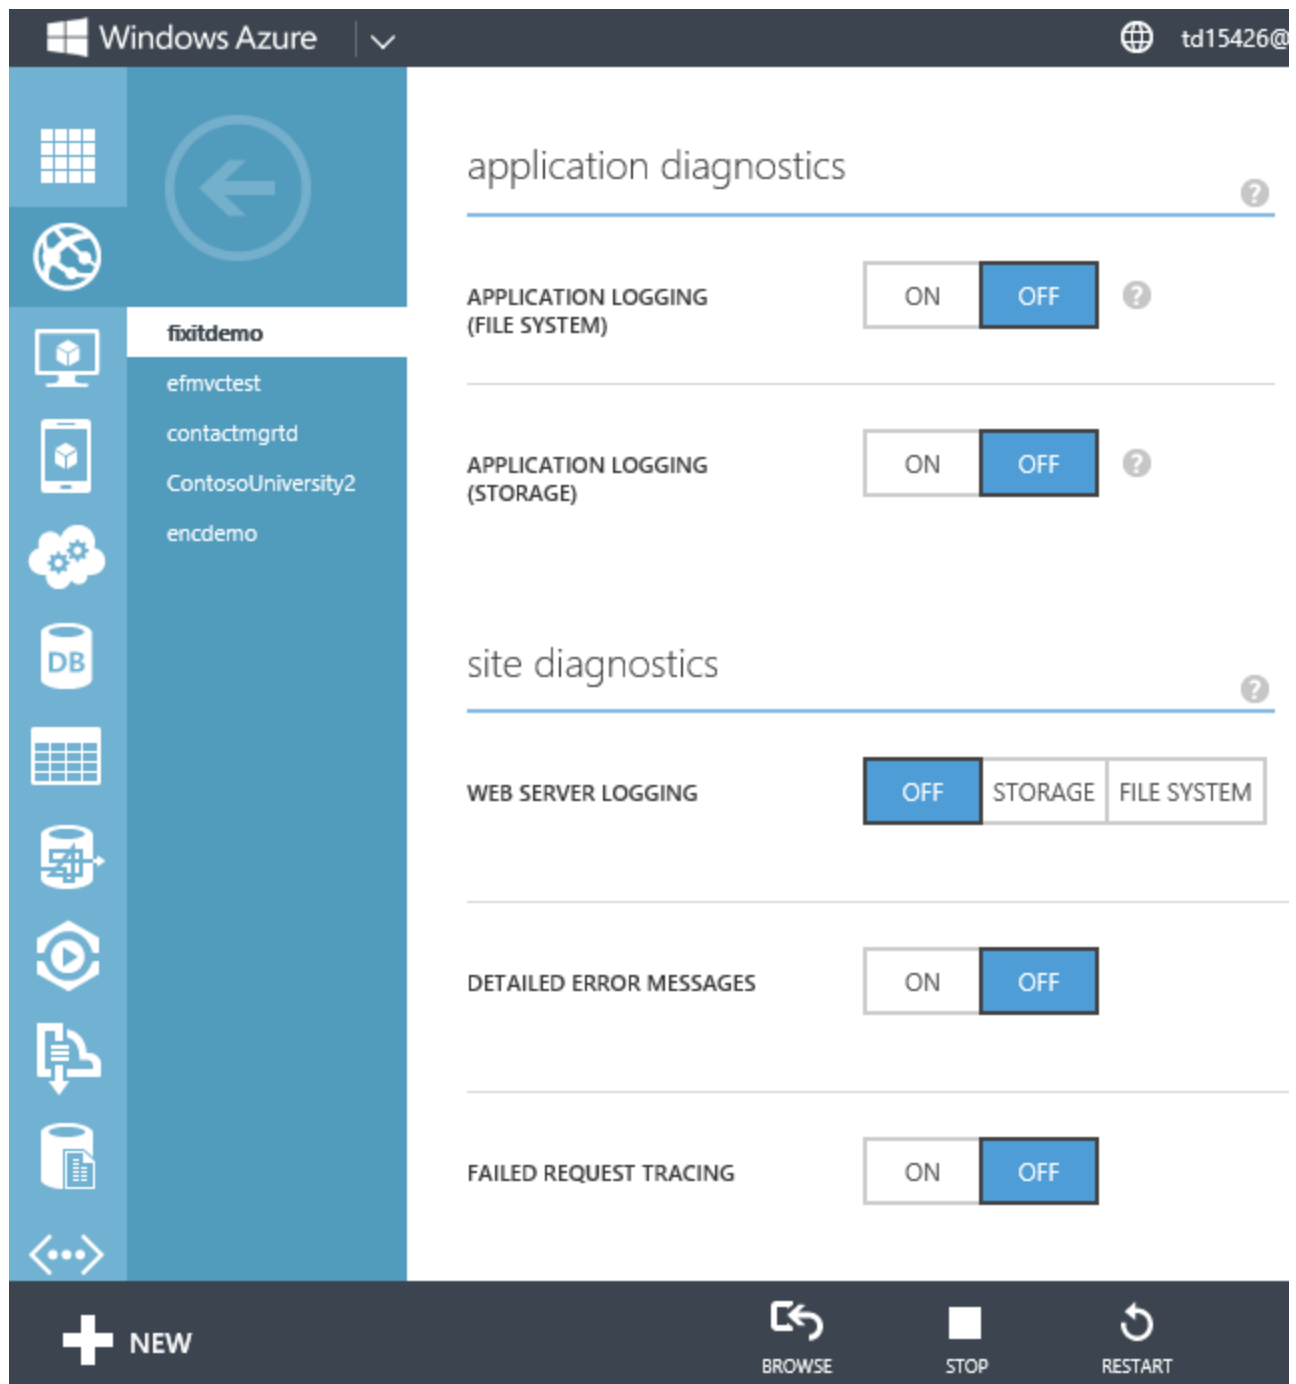 Windows Azure
td15426@
fixitdemo
efmvctest
contactmgrtd
ContosoUniversity2
encdemo
DB
application diagnostics
?
APPLICATION LOGGING
(FILE SYSTEM)
ON OFF ?
APPLICATION LOGGING
(STORAGE)
ON OFF ?
site diagnostics
?
WEB SERVER LOGGING
OFF STORAGE FILE SYSTEM
DETAILED ERROR MESSAGES
ON OFF
FAILED REQUEST TRACING
ON OFF
NEW
BROWSE
STOP
RESTART